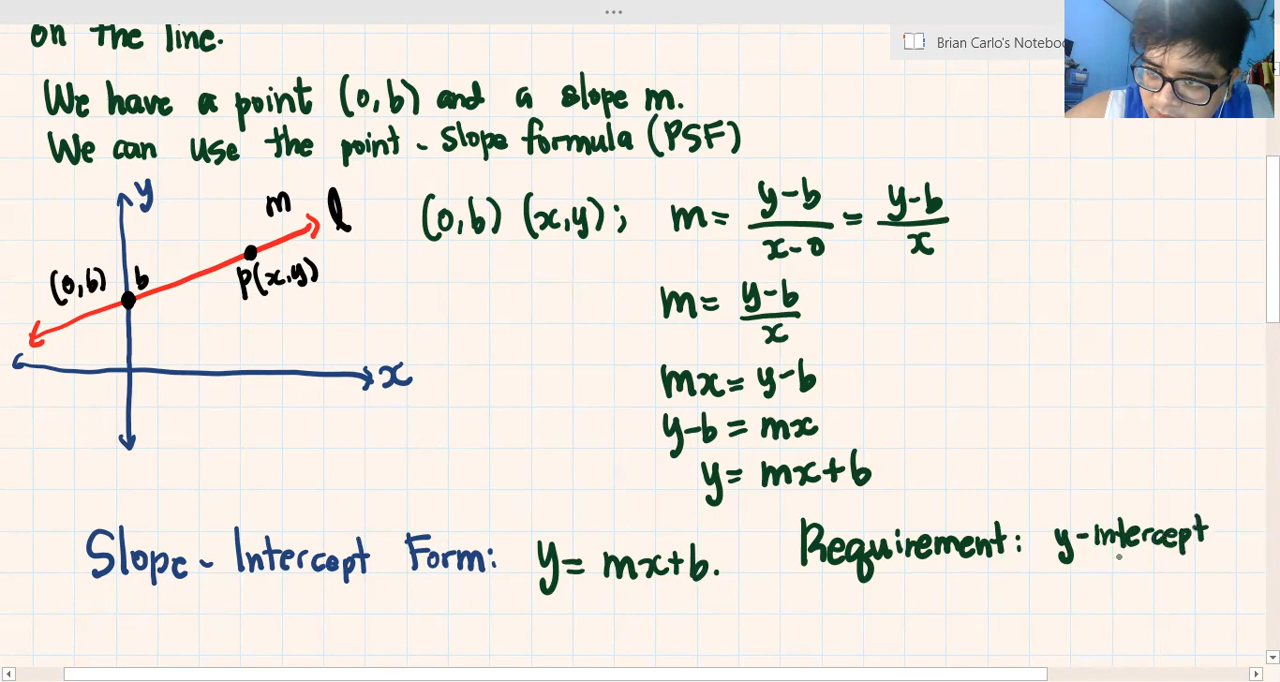 on the line.
Brian Carlo's Noteboo
We have a point (0,b) and a slope m.
We can use the point - slope formula (PSF)
y
m l
(0,b) b
P(x,y)
x
(0,b) (x,y); m = y-b / x-0 = y-b / x
m = y-b / x
mx = y-b
y-b = mx
y = mx+b
Slope - Intercept Form: y = mx+b. Requirement: y-intercept